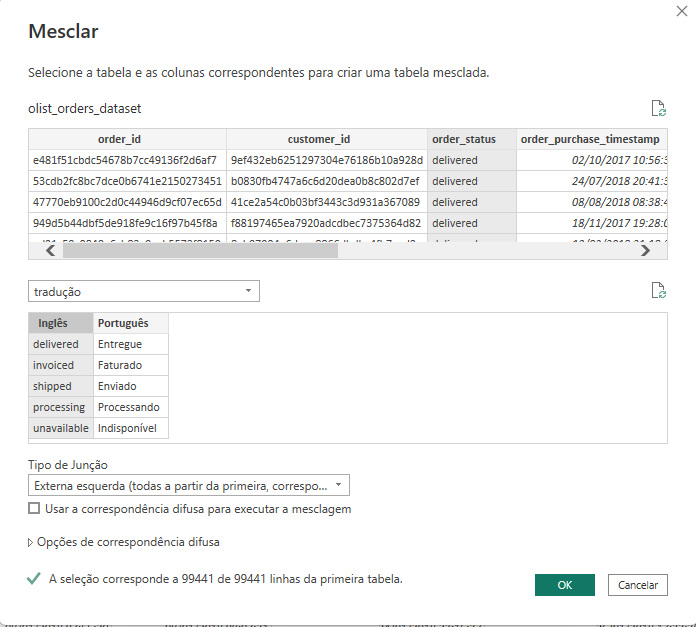 Mesclar
Selecione a tabela e as colunas correspondentes para criar uma tabela mesclada.
olist_orders_dataset
order_id customer_id order_status order_purchase_timestamp
e481f51cbdc54678b7cc49136f2d6af7 9ef432eb6251297304e76186b10a928d delivered 02/10/2017 10:56:3
53cdb2fc8bc7dce0b6741e2150273451 b0830fb4747a6c6d20dea0b8c802d7ef delivered 24/07/2018 20:41:3
47770eb9100c2d0c44946d9cf07ec65d 41ce2a54c0b03bf3443c3d931a367089 delivered 08/08/2018 08:38:4
949d5b44dbf5de918fe9c16f97b45f8a f88197465ea7920adcdbec7375364d82 delivered 18/11/2017 19:28:0
tradução
Inglês Português
delivered Entregue
invoiced Faturado
shipped Enviado
processing Processando
unavailable Indisponível
Tipo de Junção
Externa esquerda (todas a partir da primeira, correspo...
Usar a correspondência difusa para executar a mesclagem
Opções de correspondência difusa
A seleção corresponde a 99441 de 99441 linhas da primeira tabela.
OK Cancelar